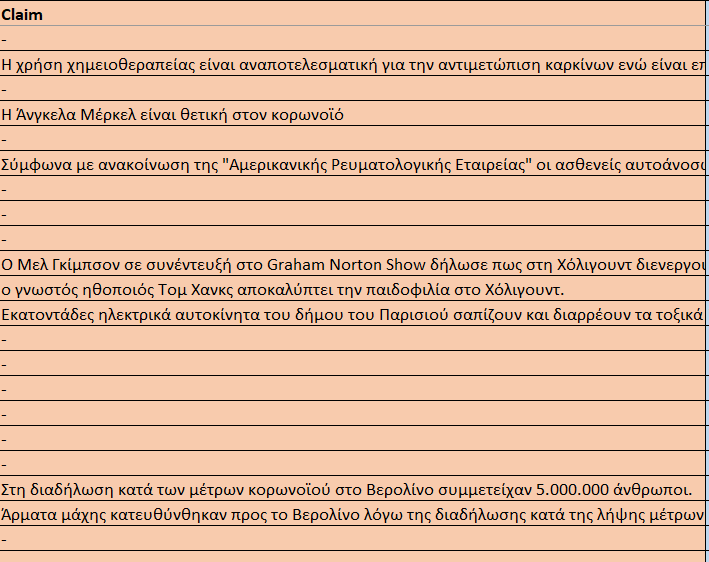 Claim
-
Η χρήση χημειοθεραπείας είναι αναποτελεσματική για την αντιμετώπιση καρκίνων ενώ είναι
-
Η Άνγκελα Μέρκελ είναι θετική στον κορωνοϊό
-
Σύμφωνα με ανακοίνωση της "Αμερικανικής Ρευματολογικής Εταιρείας" οι ασθενείς
-
-
-
Ο Μελ Γκίμπσον σε συνέντευξή στο Graham Norton Show δήλωσε πως στη Χόλιγουντ
ο γνωστός ηθοποιός Τομ Χανκς αποκαλύπτει την παιδοφιλία στο Χόλιγουντ.
Εκατοντάδες ηλεκτρικά αυτοκίνητα του δήμου του Παρισιού σαπίζουν και διαρρέουν τα τοξικά
-
-
-
-
-
-
Στη διαδήλωση κατά των μέτρων κορωνοϊού στο Βερολίνο συμμετείχαν 5.000.000 άνθρωποι.
Άρματα μάχης κατευθύνθηκαν προς το Βερολίνο λόγω της διαδήλωσης κατά της λήψης μέτρων
-